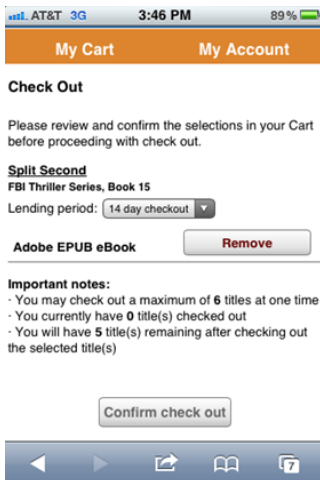 AT&T 3G 3:46 PM 89%
My Cart My Account
Check Out
Please review and confirm the selections in your Cart
before proceeding with check out.
Split Second
FBI Thriller Series, Book 15
Lending period: 14 day checkout
Adobe EPUB eBook Remove
Important notes:
· You may check out a maximum of 6 titles at one time
· You currently have 0 title(s) checked out
· You will have 5 title(s) remaining after checking out
the selected title(s)
Confirm check out
7